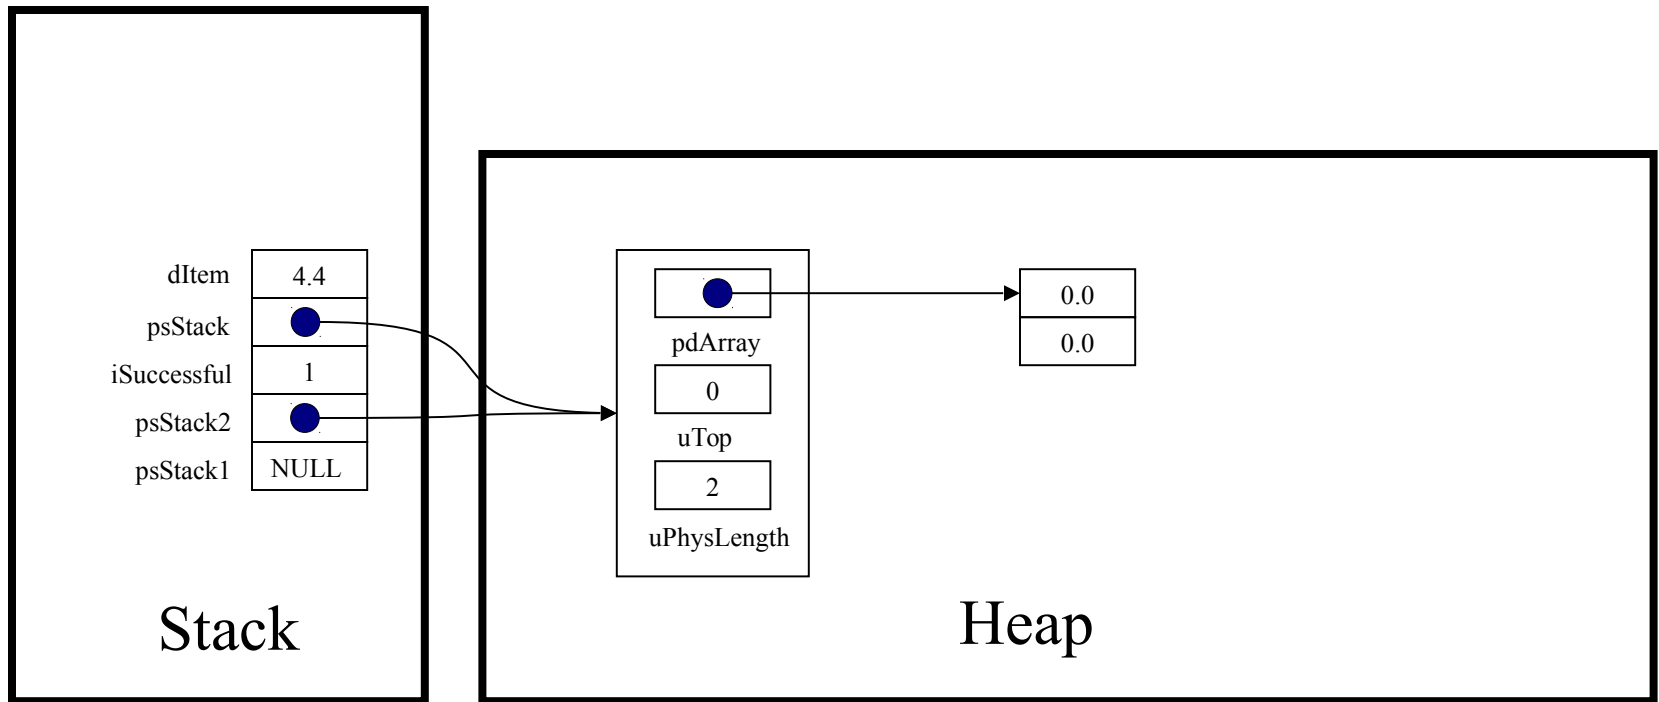 dItem 4.4
psStack
iSuccessful 1
psStack2
psStack1 NULL
Stack
pdArray
0
uTop
2
uPhysLength
0.0
0.0
Heap